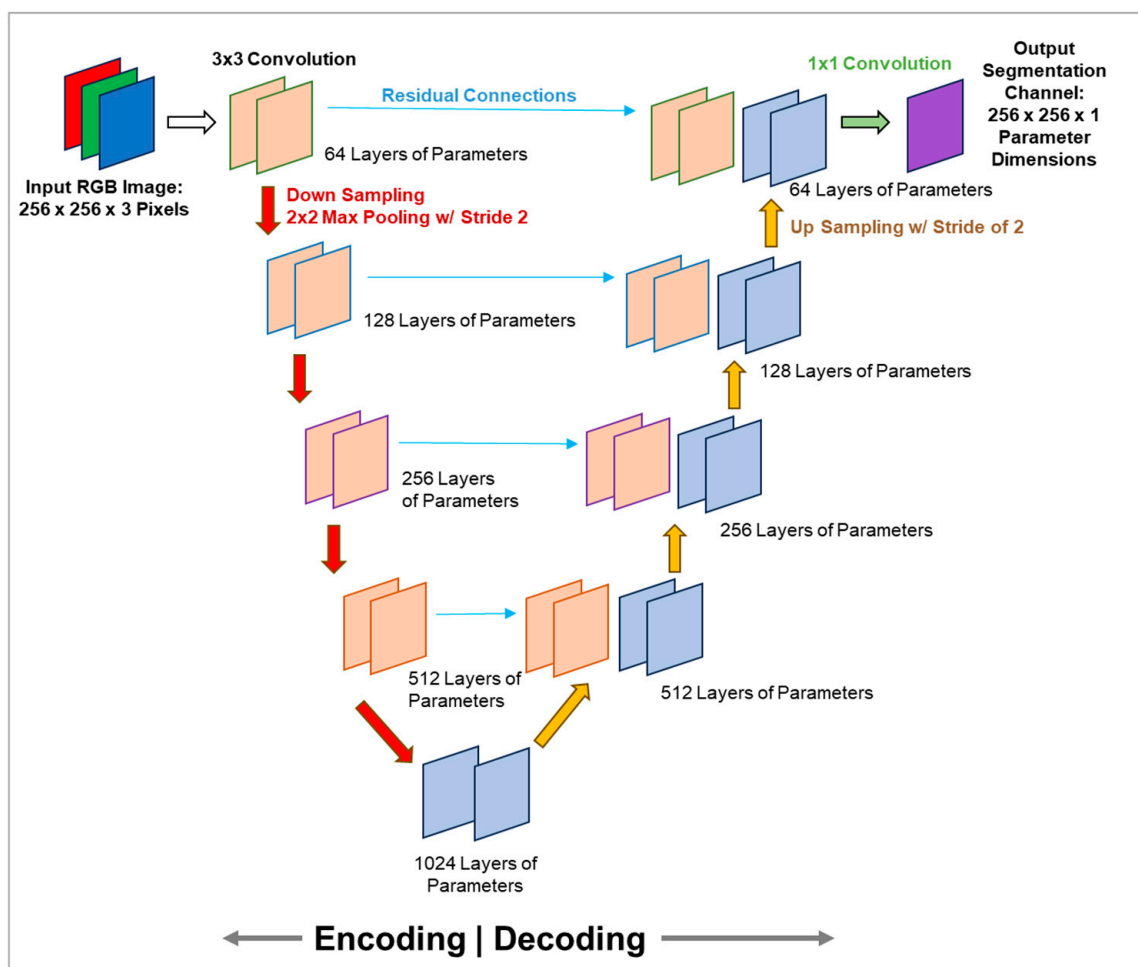 3x3 Convolution
1x1 Convolution
Output
Segmentation
Channel:
256 x 256 x 1
Parameter
Dimensions
Residual Connections
64 Layers of Parameters
Input RGB Image:
256 x 256 x 3 Pixels
64 Layers of Parameters
Down Sampling
2x2 Max Pooling w/ Stride 2
Up Sampling w/ Stride of 2
128 Layers of Parameters
128 Layers of Parameters
256 Layers
of Parameters
256 Layers of Parameters
512 Layers of
Parameters
512 Layers of Parameters
1024 Layers of
Parameters
Encoding | Decoding